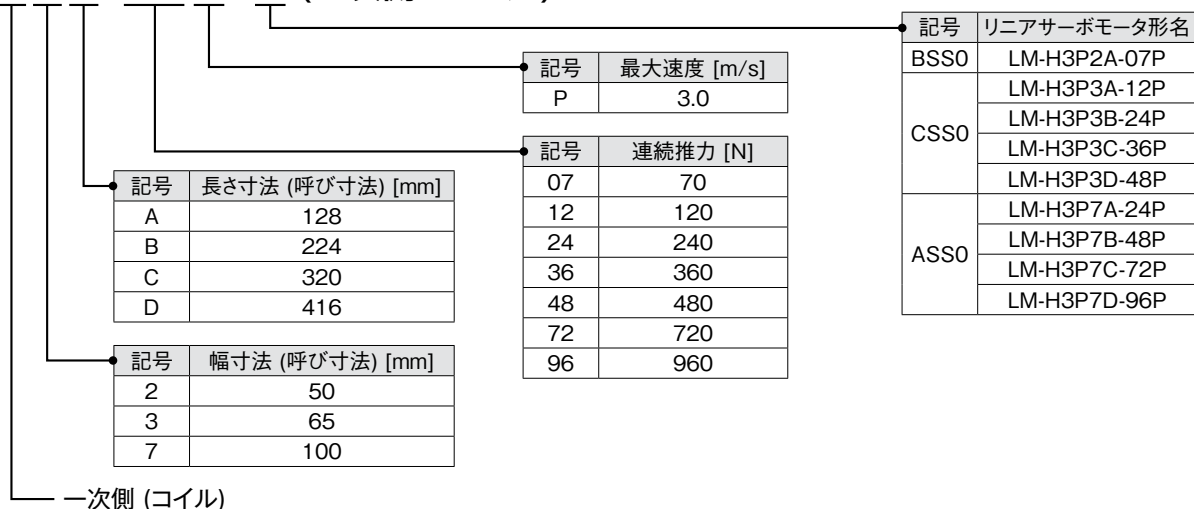 記号 最大速度 [m/s]
P 3.0
記号 連続推力 [N]
07 70
12 120
24 240
36 360
48 480
72 720
96 960
記号 長さ寸法 (呼び寸法) [mm]
A 128
B 224
C 320
D 416
記号 幅寸法 (呼び寸法) [mm]
2 50
3 65
7 100
一次側 (コイル)
記号 リニアサーボモータ形名
BSS0 LM-H3P2A-07P
CSS0 LM-H3P3A-12P
LM-H3P3B-24P
LM-H3P3C-36P
LM-H3P3D-48P
ASS0 LM-H3P7A-24P
LM-H3P7B-48P
LM-H3P7C-72P
LM-H3P7D-96P